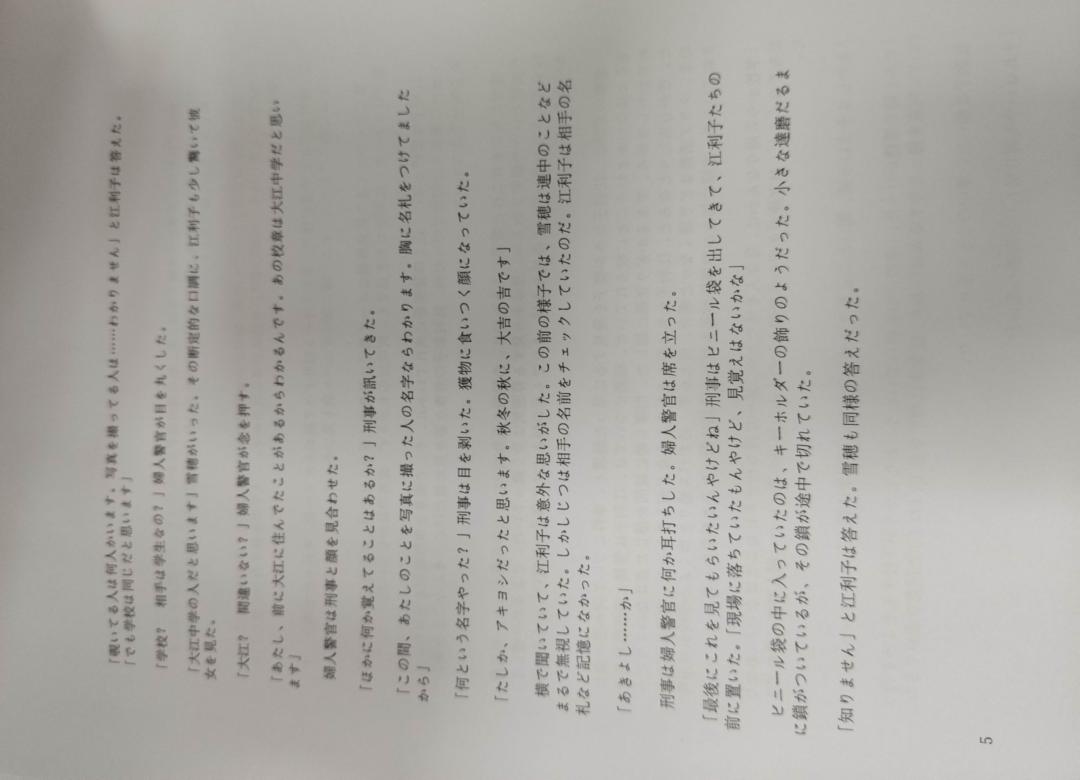 「覗いてる人は何人かいます。写真を撮ってる人は……わかりません」と江利子は答えた。
「でも学校は同じだと思います」
「学校？　相手は学生なの？」婦人警官が目を丸くした。
「大江中学の人だと思います」雪穂がいった。その断定的な口調に、江利子も少し驚いて彼
女を見た。
「大江？　間違いない？」婦人警官が念を押す。
「あたし、前に大江に住んでたことがあるからわかるんです。あの校章は大江中学だと思い
ます」
婦人警官は刑事と顔を見合わせた。
「ほかに何か覚えてることはあるか？」刑事が訊いてきた。
「この間、あたしのことを写真に撮った人の名字ならわかります。胸に名札をつけてました
から」
「何という名字やった？」刑事は目を剥いた。獲物に食いつく顔になっていた。
「たしか、アキヨシだったと思います。秋冬の秋に、大吉の吉です」
横で聞いていて、江利子は意外な思いがした。この前の様子では、雪穂は連中のことなど
まるで無視していた。しかしじつは相手の名前をチェックしていたのだ。江利子は相手の名
札など記憶になかった。
「あきよし……か」
刑事は婦人警官に何か耳打ちした。婦人警官は席を立った。
「最後にこれを見てもらいたいんやけどね」刑事はビニール袋を出してきて、江利子たちの
前に置いた。「現場に落ちていたもんやけど、見覚えはないかな」
ビニール袋の中に入っていたのは、キーホルダーの飾りのようだった。小さな達磨だるま
に鎖がついているが、その鎖が途中で切れていた。
「知りません」と江利子は答えた。雪穂も同様の答えだった。
5